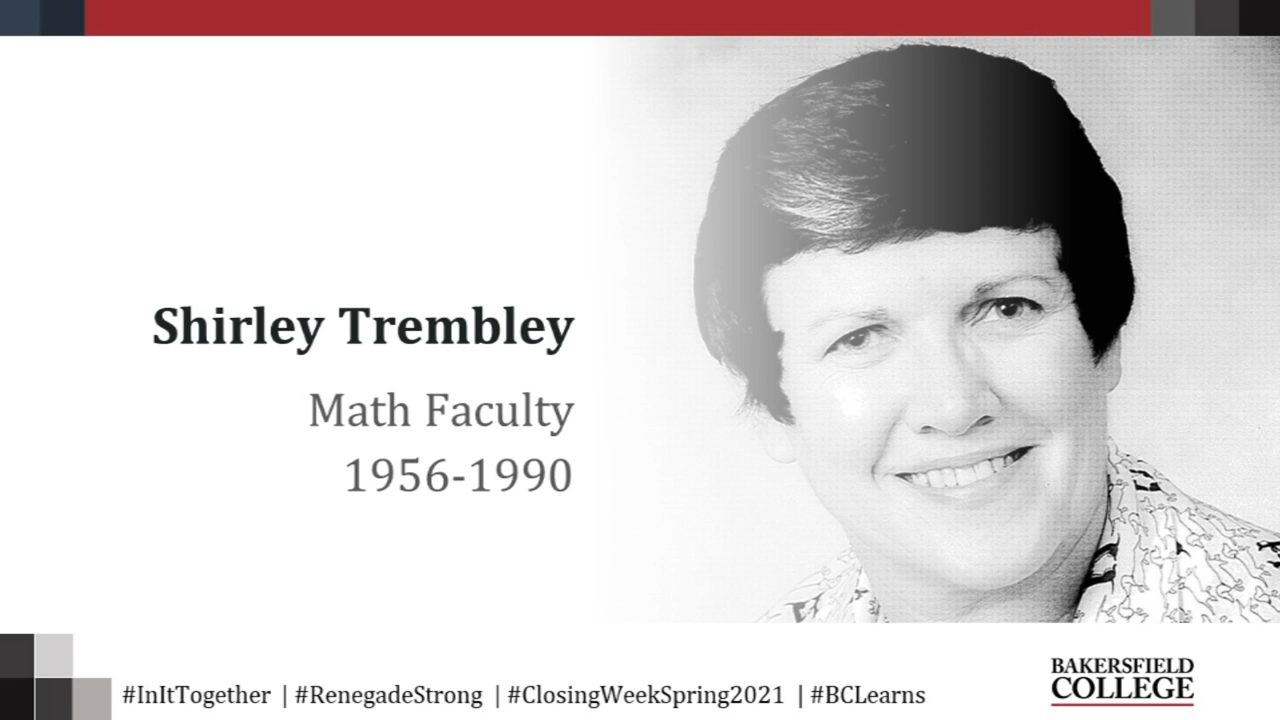 Shirley Trembley
Math Faculty
1956-1990
#InItTogether | #RenegadeStrong | #ClosingWeekSpring2021 | #BCLearns
BAKERSFIELD
COLLEGE